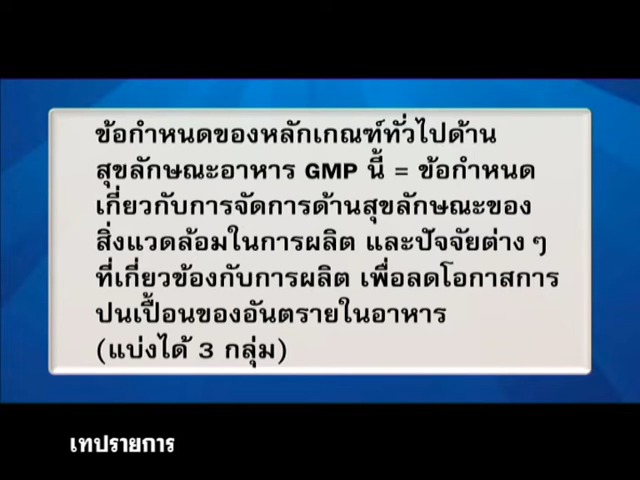 ข้อกำหนดของหลักเกณฑ์ทั่วไปด้าน
สุขลักษณะอาหาร GMP นี้ = ข้อกำหนด
เกี่ยวกับการจัดการด้านสุขลักษณะของ
สิ่งแวดล้อมในการผลิต และปัจจัยต่าง ๆ
ที่เกี่ยวข้องกับการผลิต เพื่อลดโอกาสการ
ปนเปื้อนของอันตรายในอาหาร
(แบ่งได้ 3 กลุ่ม)
เทปรายการ